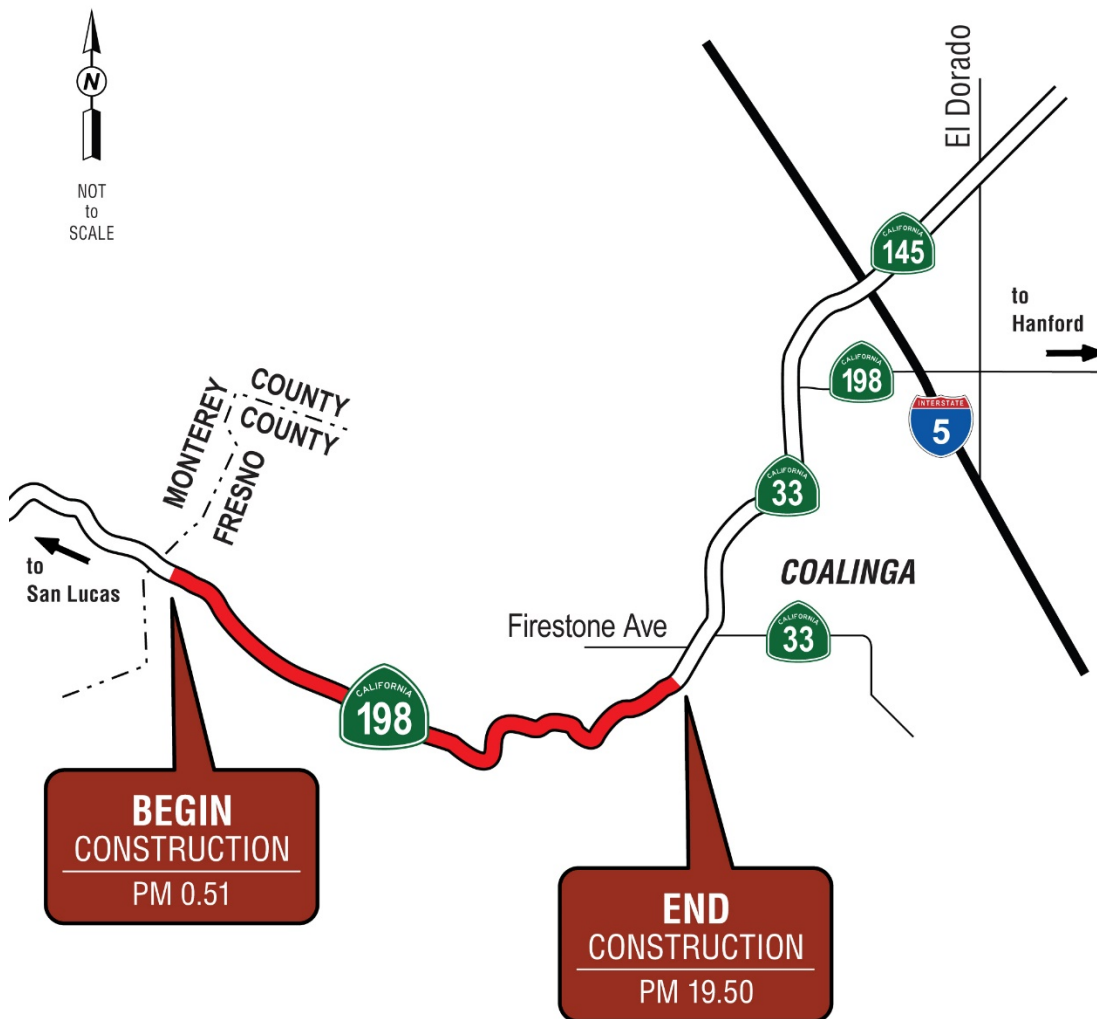 N
NOT
to
SCALE
El Dorado
CALIFORNIA
145
to
Hanford
CALIFORNIA
198
INTERSTATE
5
MONTEREY
COUNTY
COUNTY
FRESNO
CALIFORNIA
33
to
San Lucas
COALINGA
Firestone Ave
CALIFORNIA
33
CALIFORNIA
198
BEGIN
CONSTRUCTION
PM 0.51
END
CONSTRUCTION
PM 19.50